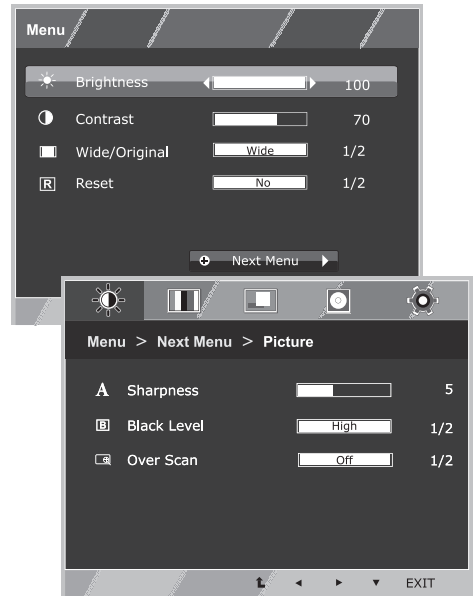 Menu
Brightness 100
Contrast 70
Wide/Original Wide 1/2
R Reset No 1/2
Next Menu
Menu > Next Menu > Picture
A Sharpness 5
B Black Level High 1/2
Over Scan Off 1/2
EXIT